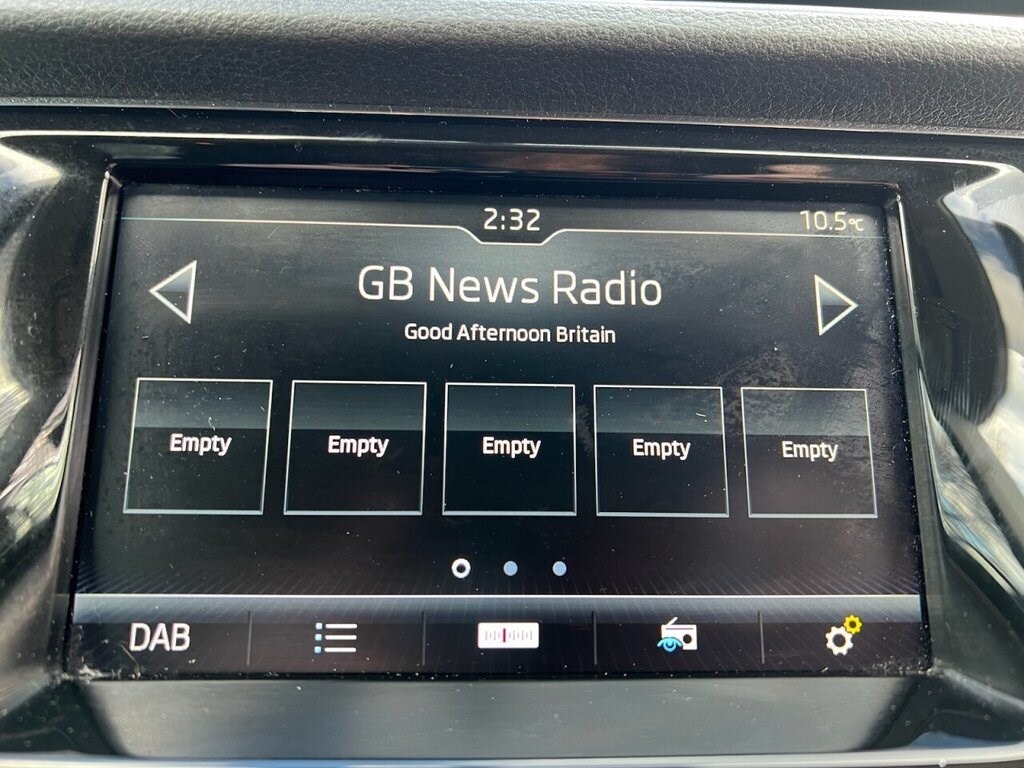 2:32
10.5°C
GB News Radio
Good Afternoon Britain
Empty Empty Empty Empty Empty
DAB